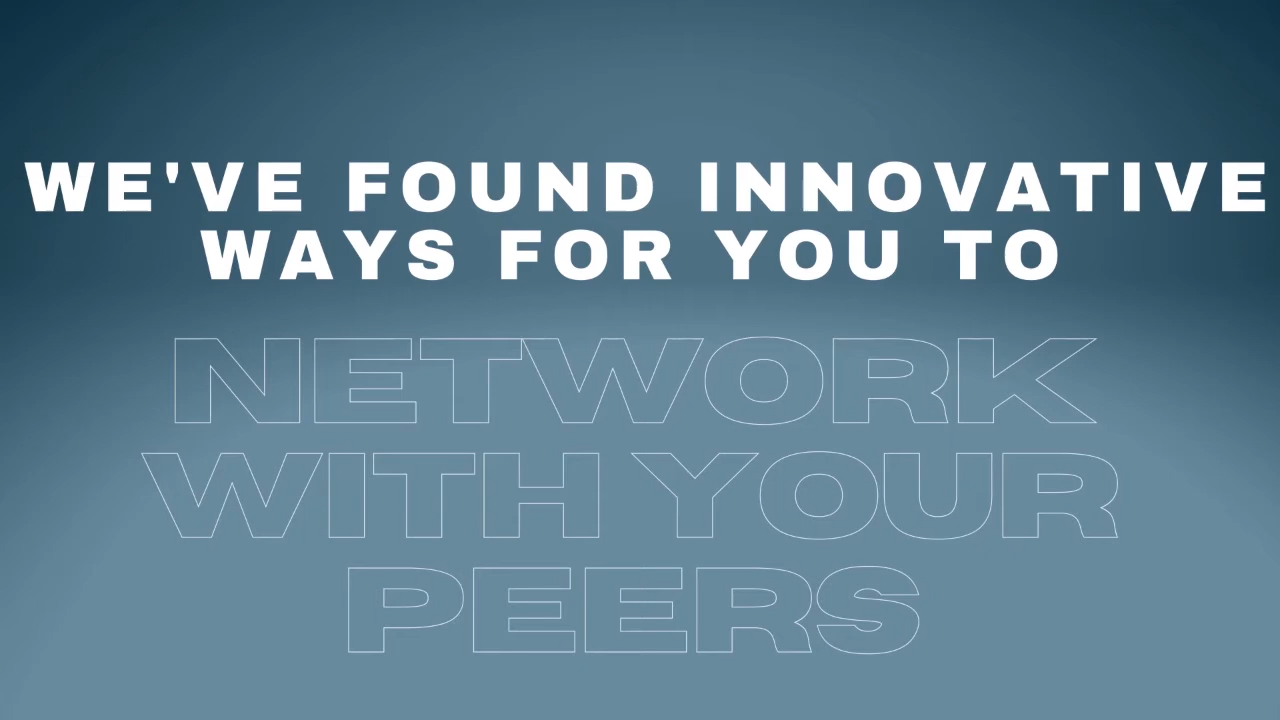 WE'VE FOUND INNOVATIVE
WAYS FOR YOU TO
NETWORK
WITH YOUR
PEERS